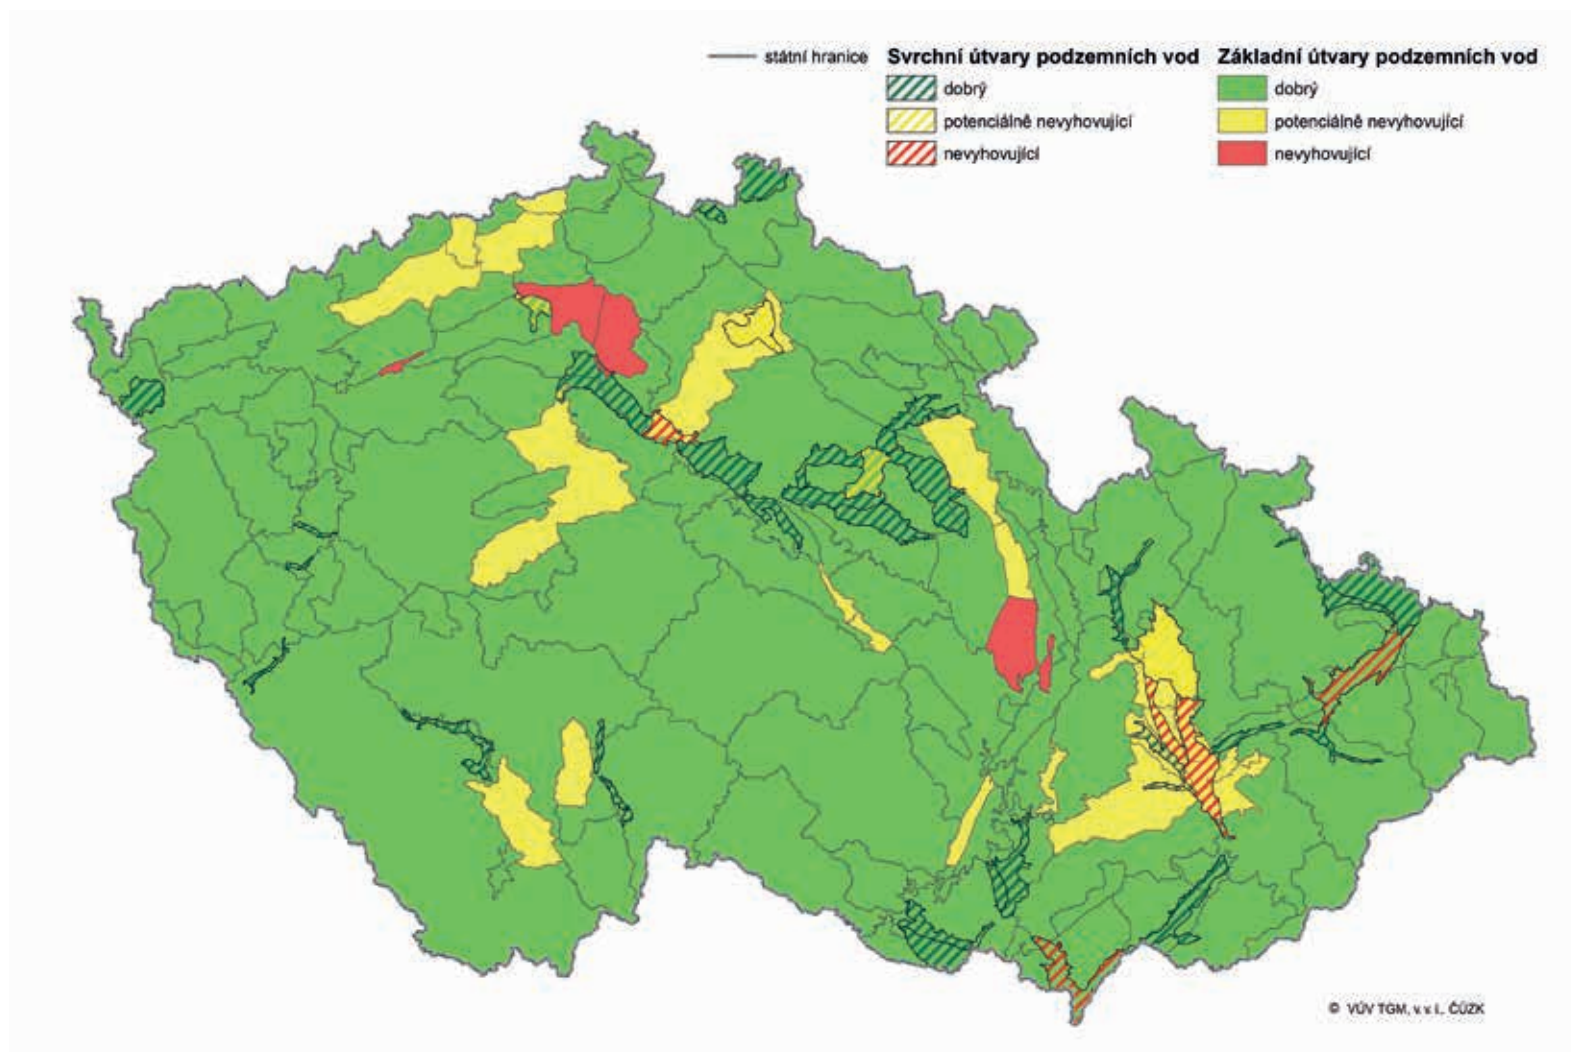 státní hranice
Svrchní útvary podzemních vod
dobrý
potenciálně nevyhovující
nevyhovující
Základní útvary podzemních vod
dobrý
potenciálně nevyhovující
nevyhovující
© VÚV TGM, v. v. i., ČÚZK